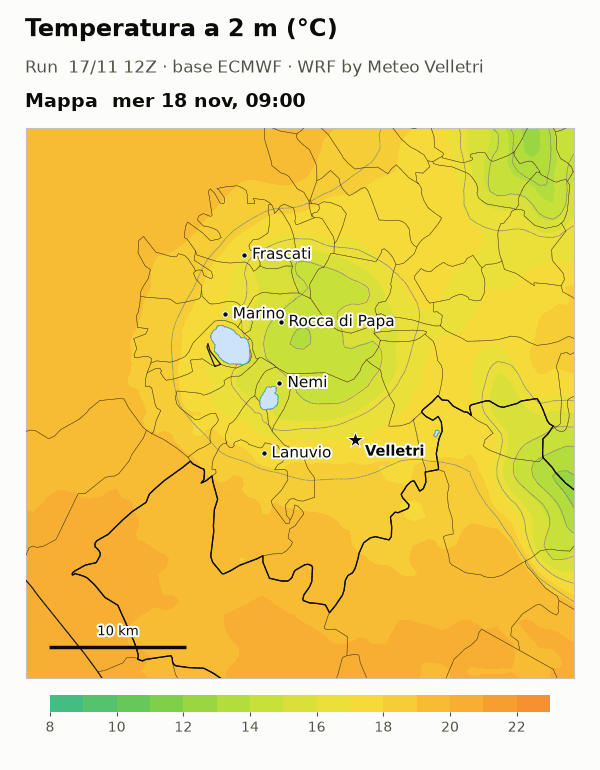 Temperatura a 2 m (°C)
Run 17/11 12Z · base ECMWF · WRF by Meteo Velletri
Mappa mer 18 nov, 09:00
Frascati
Marino
Rocca di Papa
Nemi
Lanuvio
Velletri
10 km
8 10 12 14 16 18 20 22